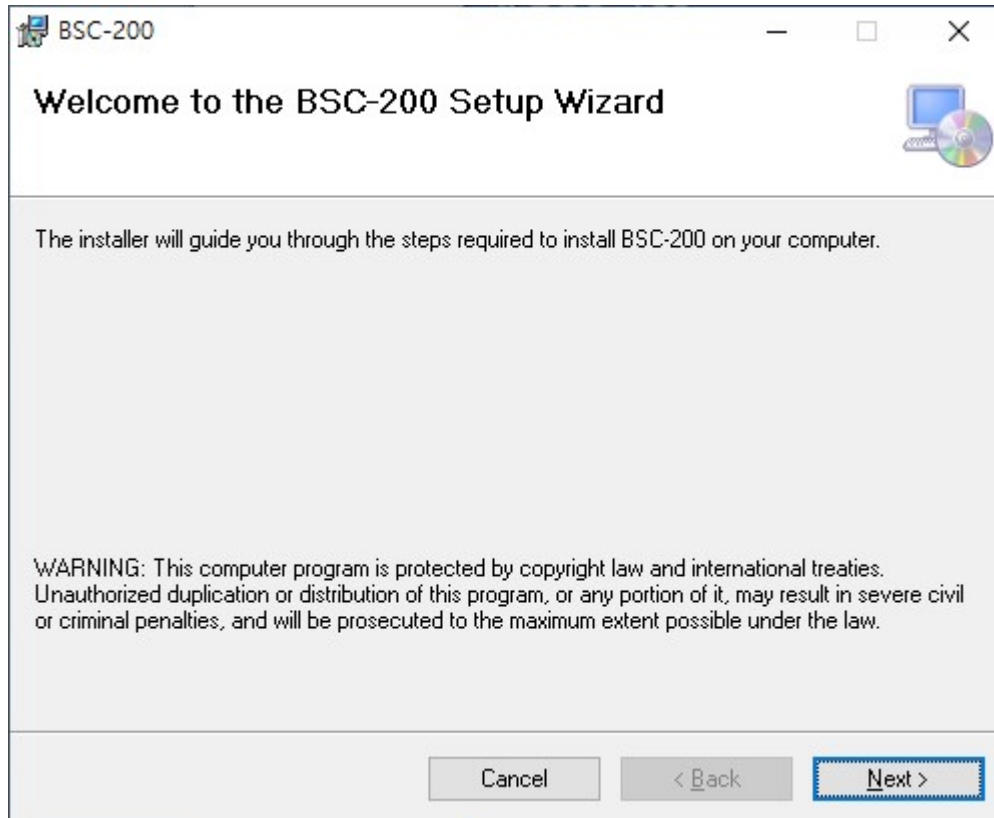 BSC-200
Welcome to the BSC-200 Setup Wizard
The installer will guide you through the steps required to install BSC-200 on your computer.
WARNING: This computer program is protected by copyright law and international treaties.
Unauthorized duplication or distribution of this program, or any portion of it, may result in severe civil
or criminal penalties, and will be prosecuted to the maximum extent possible under the law.
Cancel
< Back
Next >